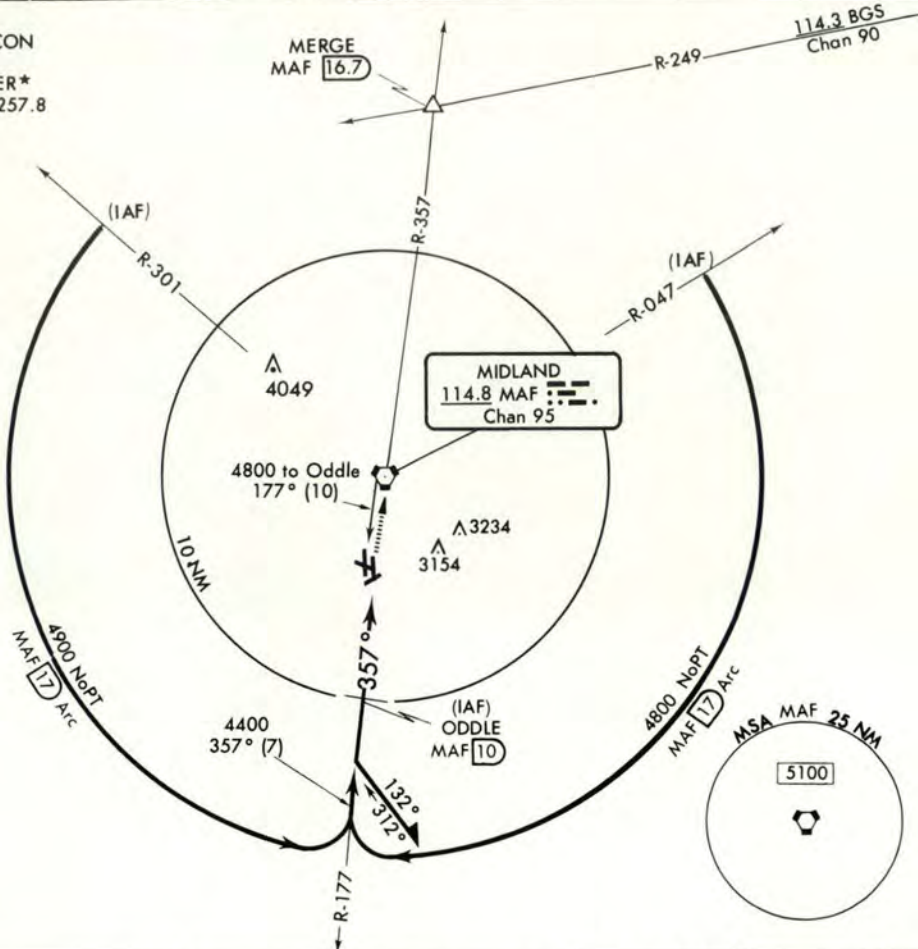 CON
ER*
257.8
MERGE
MAF 16.7
114.3 BGS
Chan 90
R-249
(IAF)
R-301
R-357
(IAF)
R-047
4049
MIDLAND
114.8 MAF
Chan 95
4800 to Oddle
177° (10)
3234
3154
10 NM
357°
4900 NoPT
MAF 17 Arc
(IAF)
ODDLE
MAF 10
4800 NoPT
MAF 17 Arc
4400
357° (7)
132°
312°
R-177
MSA MAF 25 NM
5100